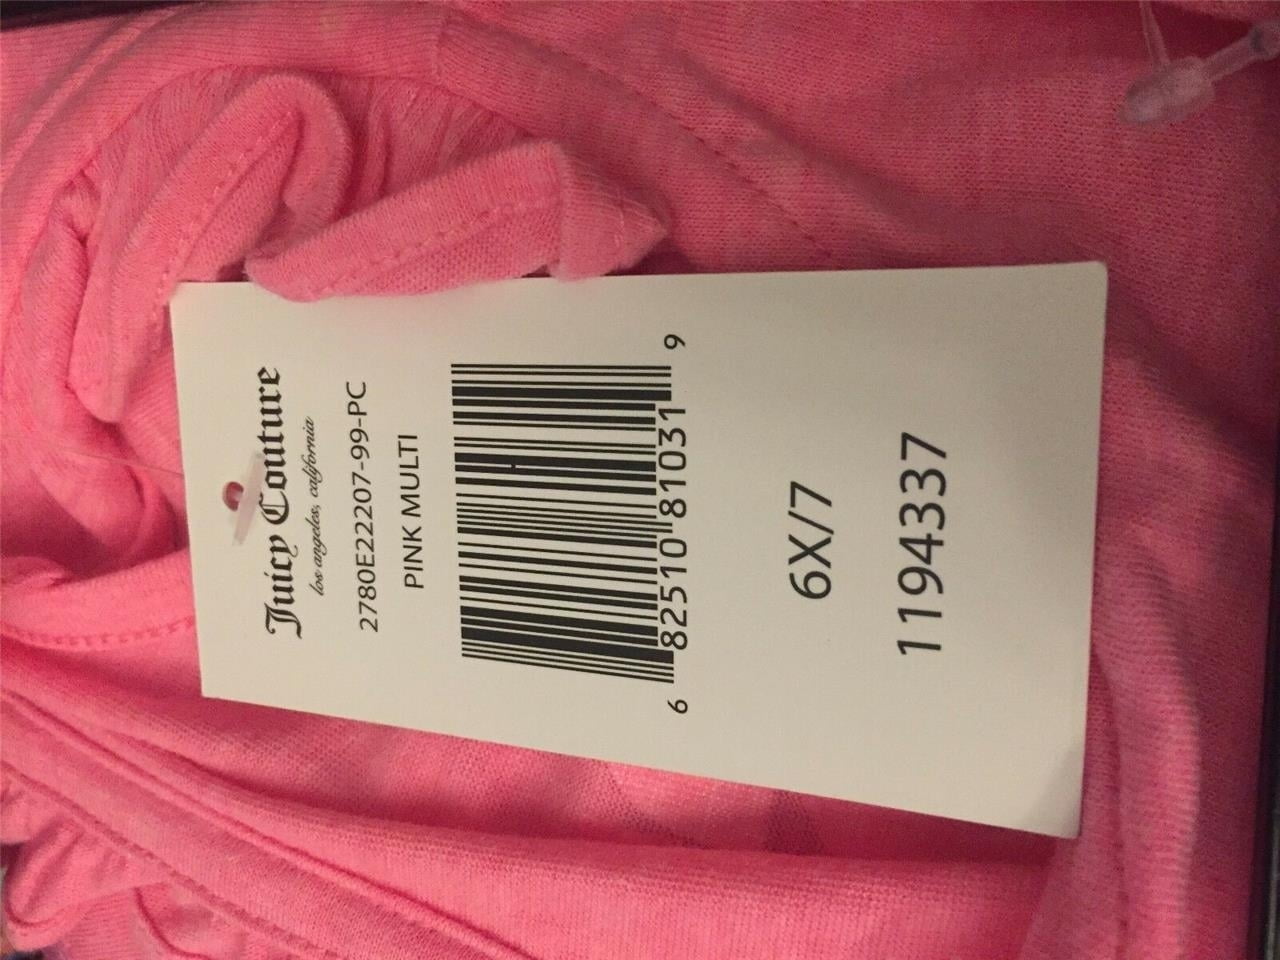 Juicy Couture
los angeles, california
2780E22207-99-PC
PINK MULTI
6 82510 81031 9
6X/7
1194337